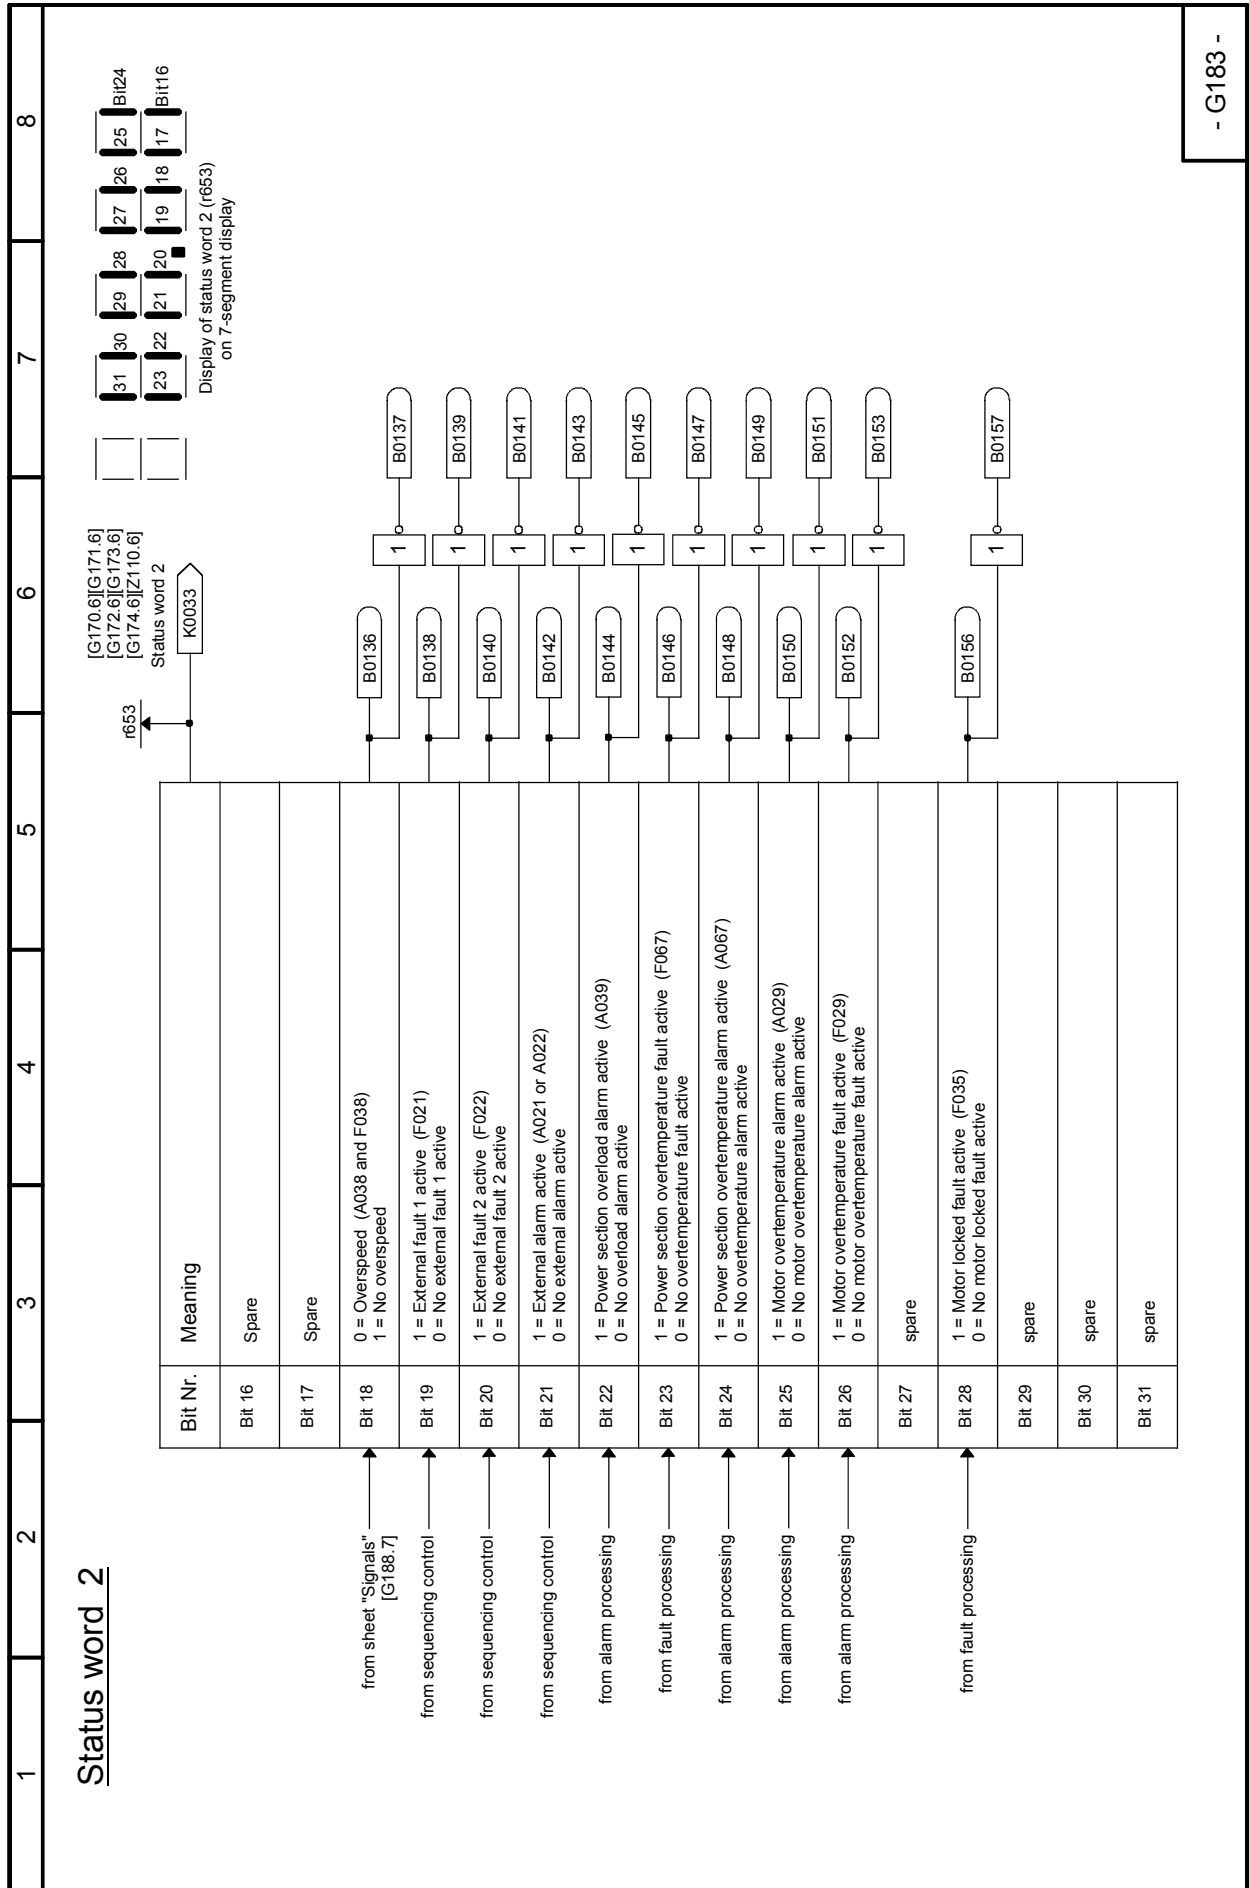 1 2 3 4 5 6 7 8
Status word 2
[G170.6][G171.6]
[G172.6][G173.6]
[G174.6][Z110.6]
Status word 2
r653
K0033
31 30 29 28 27 26 25 Bit24
23 22 21 20 19 18 17 Bit16
Display of status word 2 (r653)
on 7-segment display
Bit Nr. Meaning
Bit 16 Spare
Bit 17 Spare
from sheet "Signals"
[G188.7]
Bit 18
0 = Overspeed (A038 and F038)
1 = No overspeed
B0136 1 B0137
from sequencing control Bit 19
1 = External fault 1 active (F021)
0 = No external fault 1 active
B0138 1 B0139
from sequencing control Bit 20
1 = External fault 2 active (F022)
0 = No external fault 2 active
B0140 1 B0141
from sequencing control Bit 21
1 = External alarm active (A021 or A022)
0 = No external alarm active
B0142 1 B0143
from alarm processing Bit 22
1 = Power section overload alarm active (A039)
0 = No overload alarm active
B0144 1 B0145
from fault processing Bit 23
1 = Power section overtemperature fault active (F067)
0 = No overtemperature fault active
B0146 1 B0147
from alarm processing Bit 24
1 = Power section overtemperature alarm active (A067)
0 = No overtemperature alarm active
B0148 1 B0149
from alarm processing Bit 25
1 = Motor overtemperature alarm active (A029)
0 = No motor overtemperature alarm active
B0150 1 B0151
from alarm processing Bit 26
1 = Motor overtemperature fault active (F029)
0 = No motor overtemperature fault active
B0152 1 B0153
Bit 27 spare
from fault processing Bit 28
1 = Motor locked fault active (F035)
0 = No motor locked fault active
B0156 1 B0157
Bit 29 spare
Bit 30 spare
Bit 31 spare
- G183 -